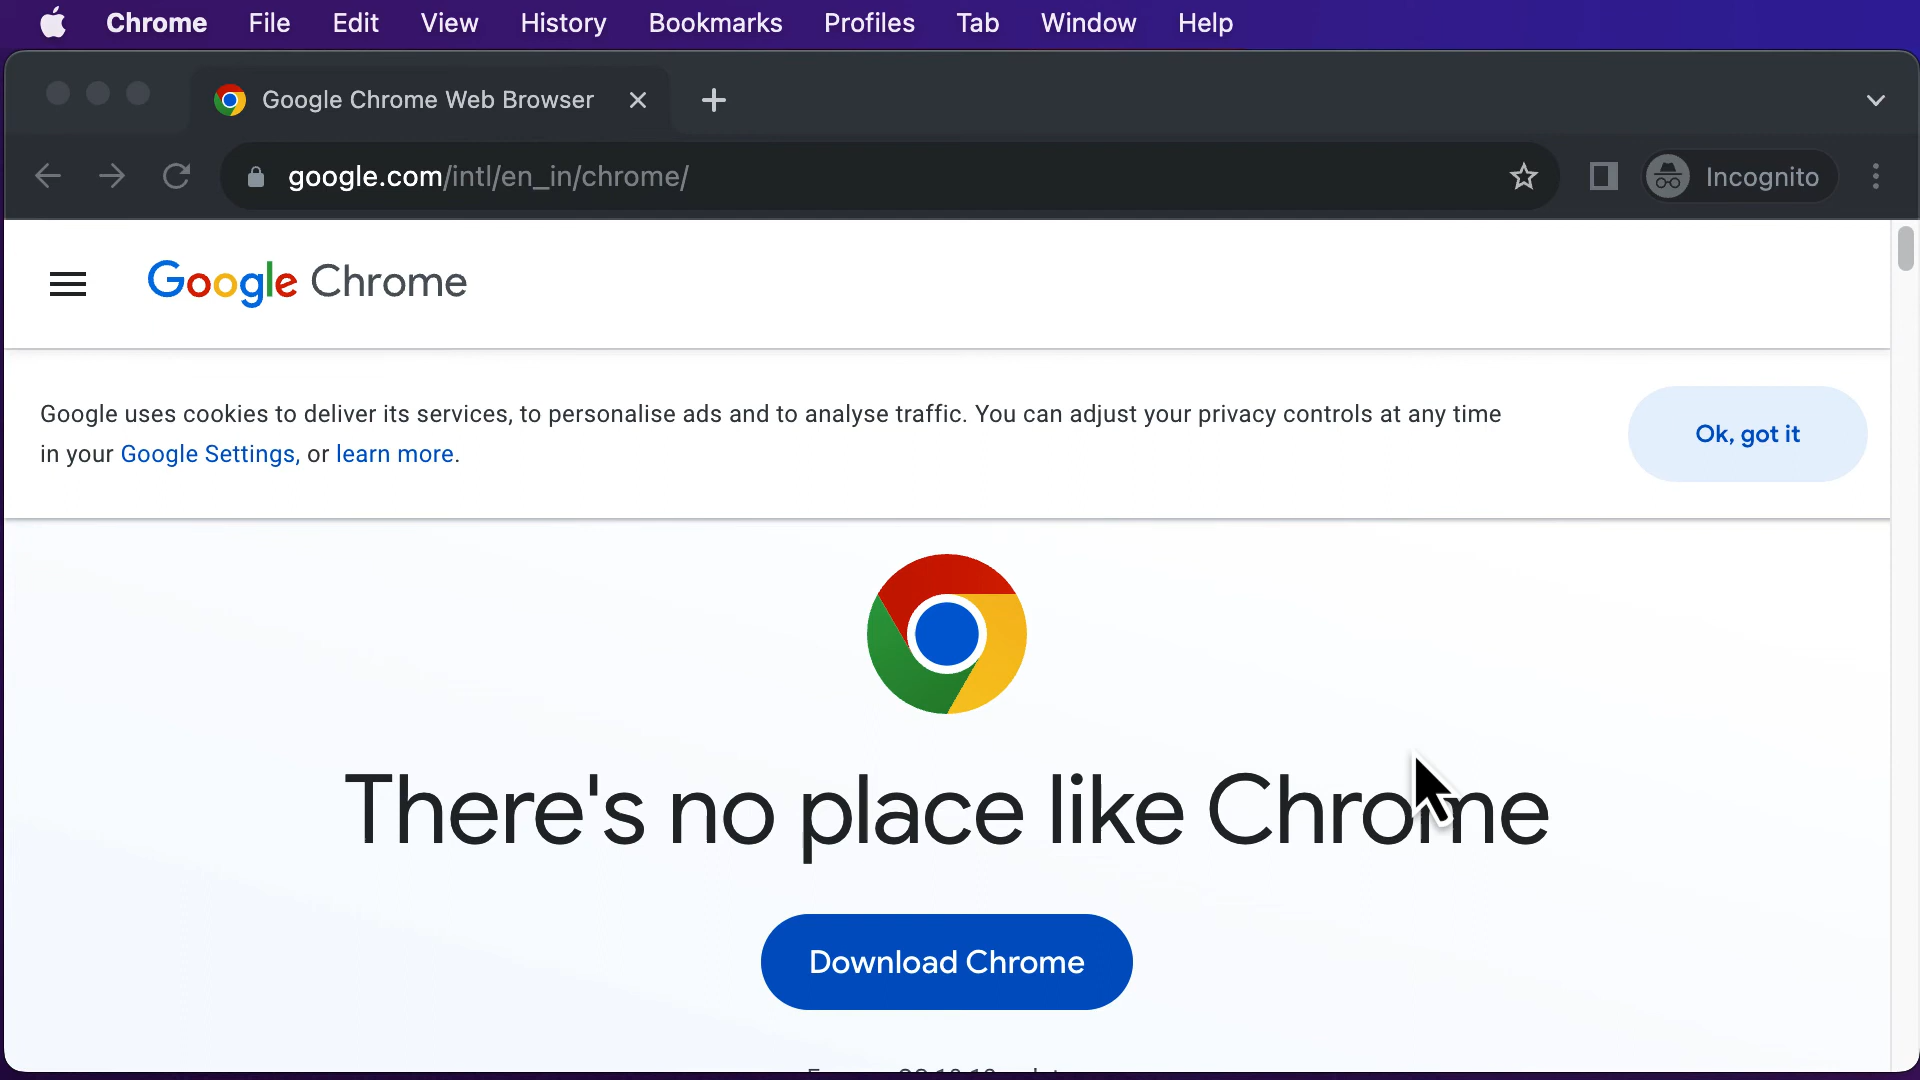 Chrome File Edit View History Bookmarks Profiles Tab Window Help
Google Chrome Web Browser
google.com/intl/en_in/chrome/
Incognito
Google Chrome
Google uses cookies to deliver its services, to personalise ads and to analyse traffic. You can adjust your privacy controls at any time
in your Google Settings, or learn more.
Ok, got it
There's no place like Chrome
Download Chrome